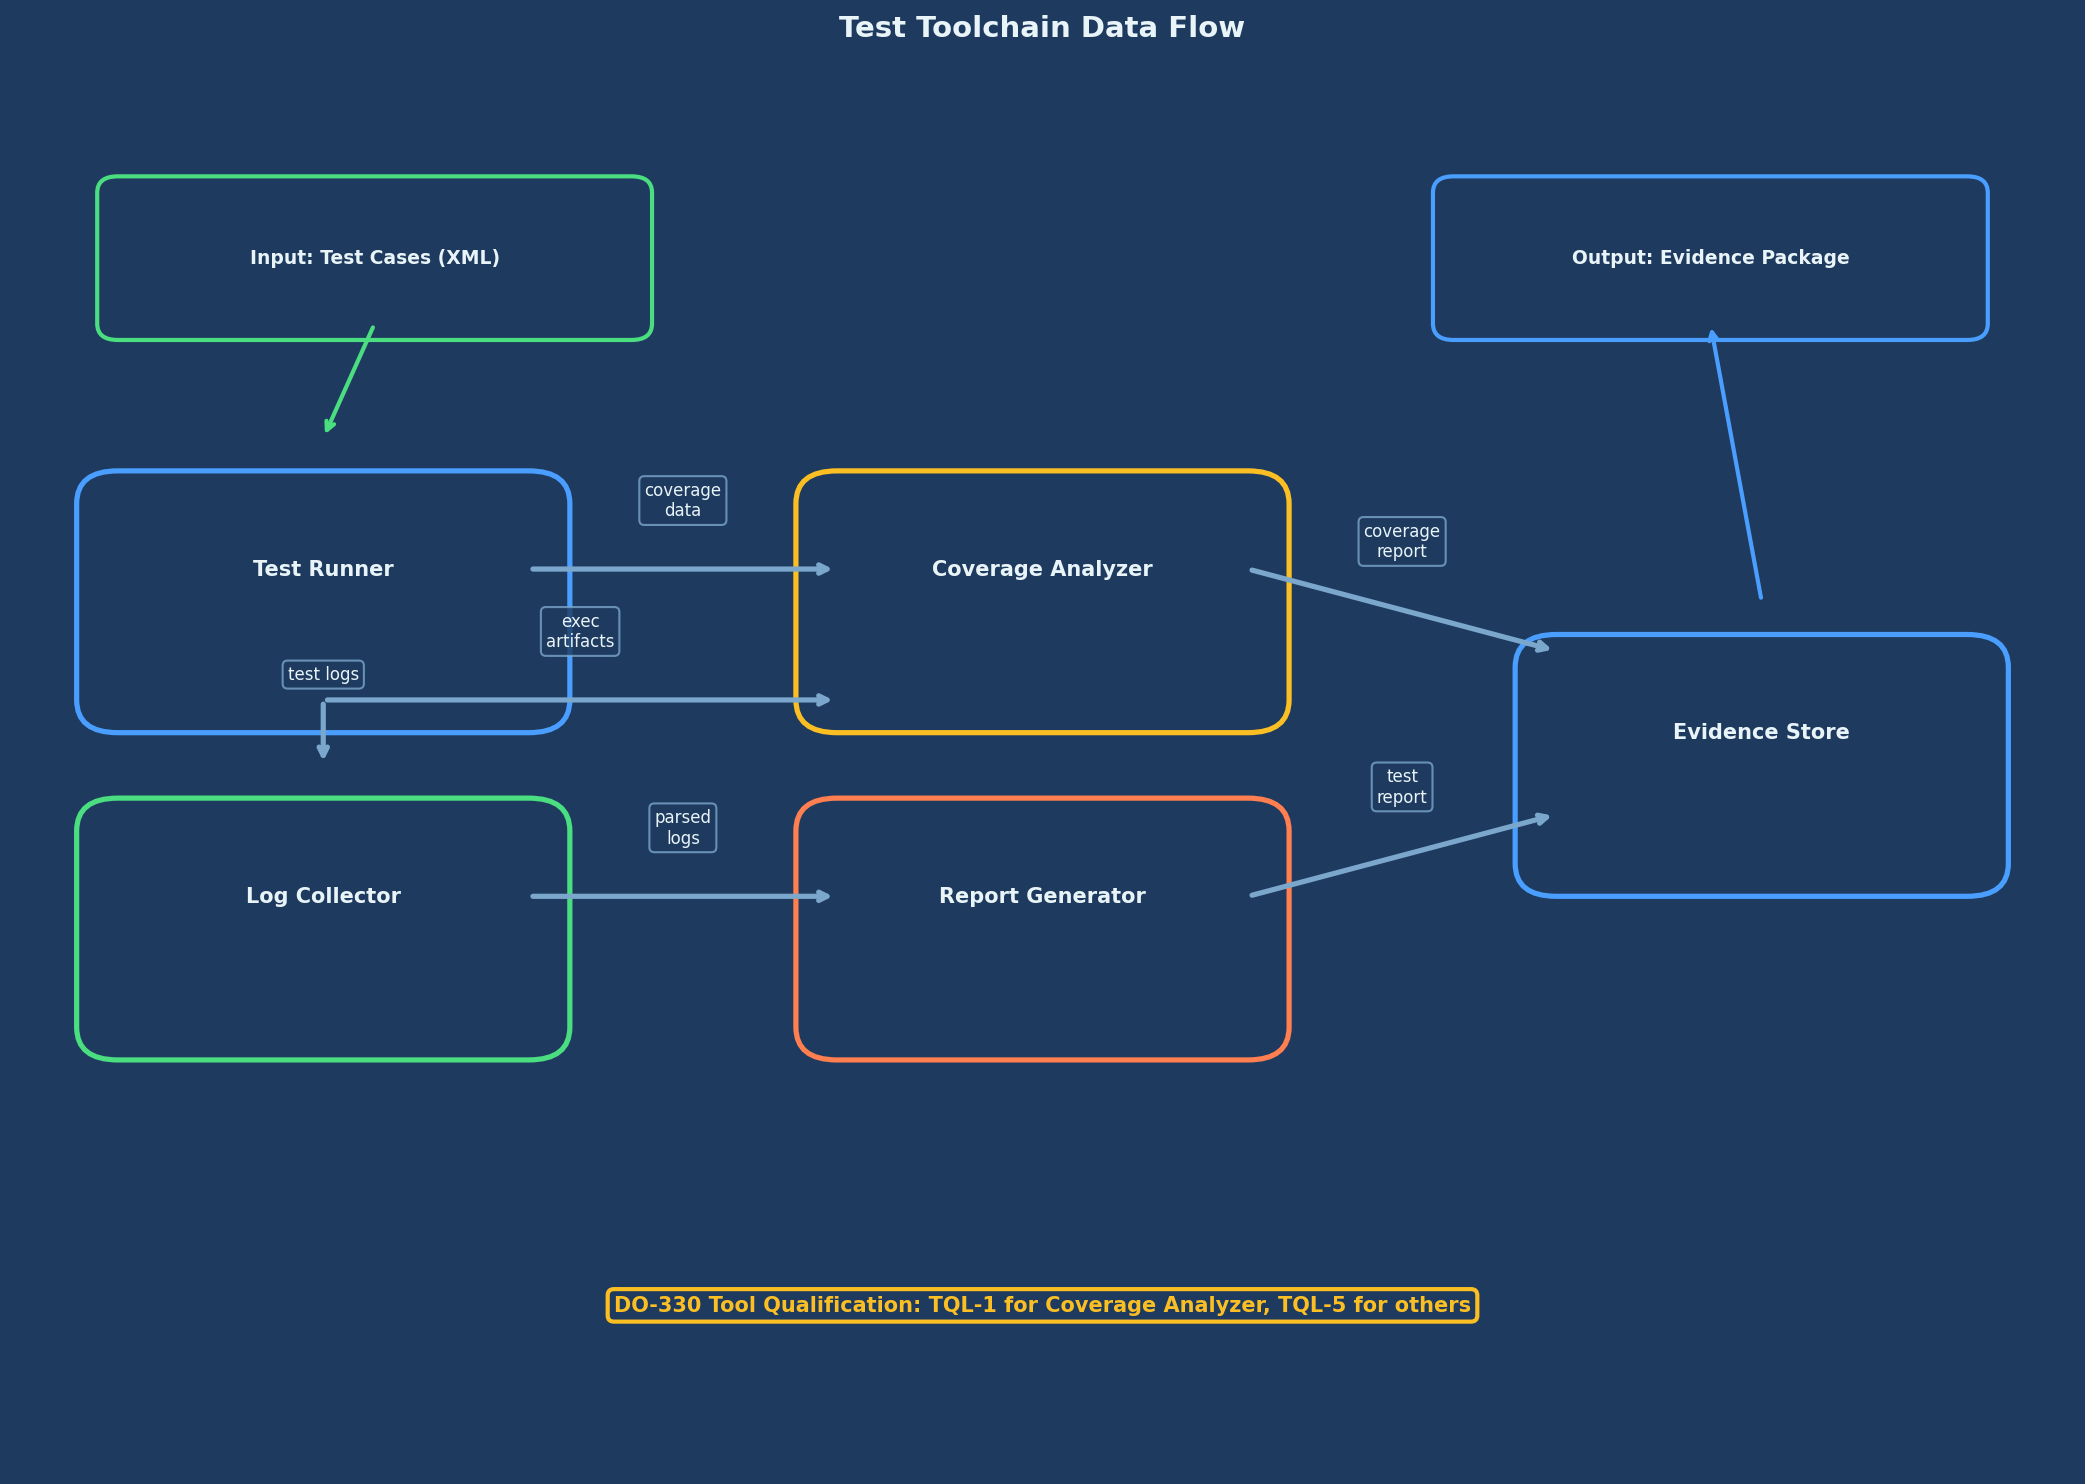 Test Toolchain Data Flow
Input: Test Cases (XML)
Output: Evidence Package
coverage
data
coverage
report
Test Runner
Coverage Analyzer
exec
artifacts
test logs
Evidence Store
test
report
parsed
logs
Log Collector
Report Generator
DO-330 Tool Qualification: TQL-1 for Coverage Analyzer, TQL-5 for others